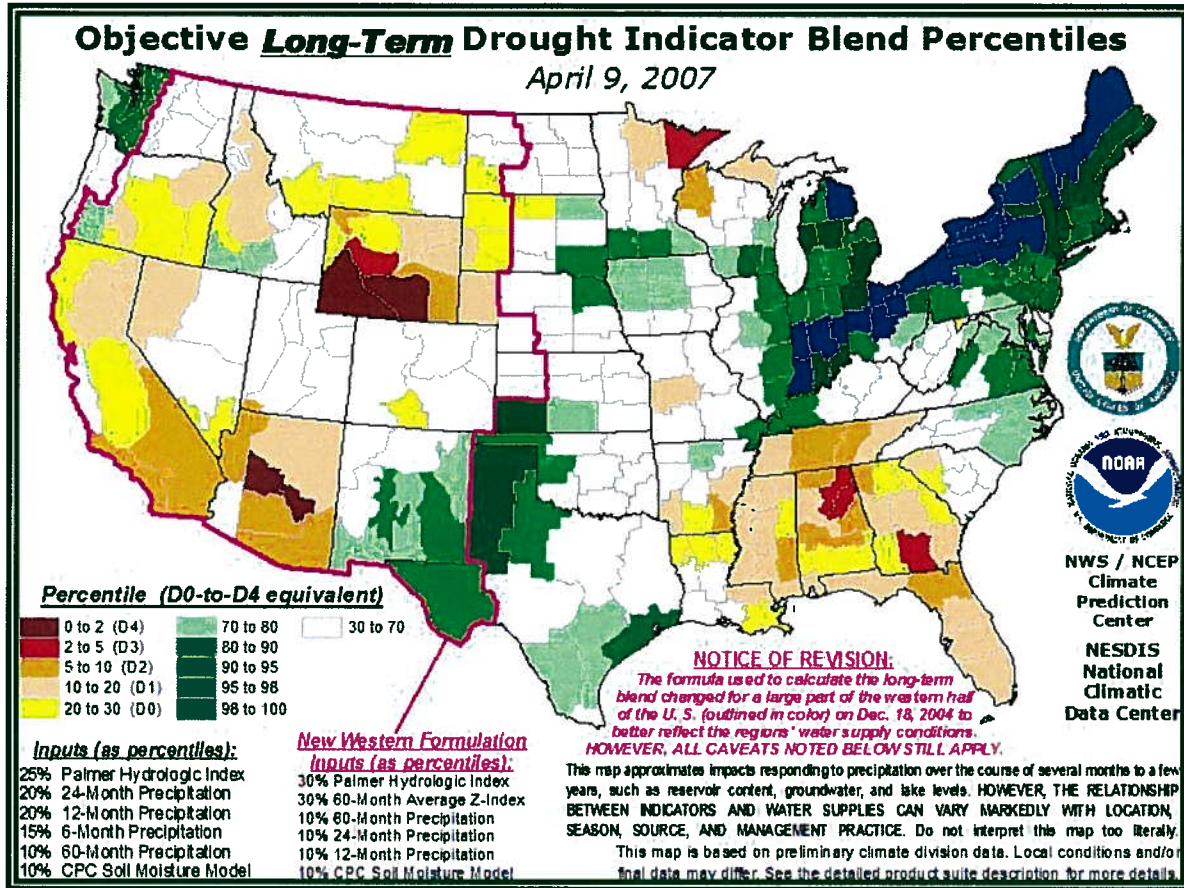 Objective Long-Term Drought Indicator Blend Percentiles
April 9, 2007
DEPARTMENT OF COMMERCE
UNITED STATES OF AMERICA
NOAA
NWS / NCEP
Climate
Prediction
Center
NESDIS
National
Climatic
Data Center
Percentile (D0-to-D4 equivalent)
0 to 2 (D4)
2 to 5 (D3)
5 to 10 (D2)
10 to 20 (D1)
20 to 30 (D0)
70 to 80
80 to 90
90 to 95
95 to 98
98 to 100
30 to 70
Inputs (as percentiles):
25% Palmer Hydrologic Index
20% 24-Month Precipitation
20% 12-Month Precipitation
15% 6-Month Precipitation
10% 60-Month Precipitation
10% CPC Soil Moisture Model
New Western Formulation
Inputs (as percentiles):
30% Palmer Hydrologic Index
30% 60-Month Average Z-Index
10% 60-Month Precipitation
10% 24-Month Precipitation
10% 12-Month Precipitation
10% CPC Soil Moisture Model
NOTICE OF REVISION:
The formula used to calculate the long-term
blend changed for a large part of the western half
of the U. S. (outlined in color) on Dec. 18, 2004 to
better reflect the regions' water supply conditions.
HOWEVER, ALL CAVEATS NOTED BELOW STILL APPLY.
This map approximates impacts responding to precipitation over the course of several months to a few
years, such as reservoir content, groundwater, and lake levels. HOWEVER, THE RELATIONSHIP
BETWEEN INDICATORS AND WATER SUPPLIES CAN VARY MARKEDLY WITH LOCATION,
SEASON, SOURCE, AND MANAGEMENT PRACTICE. Do not interpret this map too literally.
This map is based on preliminary climate division data. Local conditions and/or
final data may differ. See the detailed product suite description for more details.